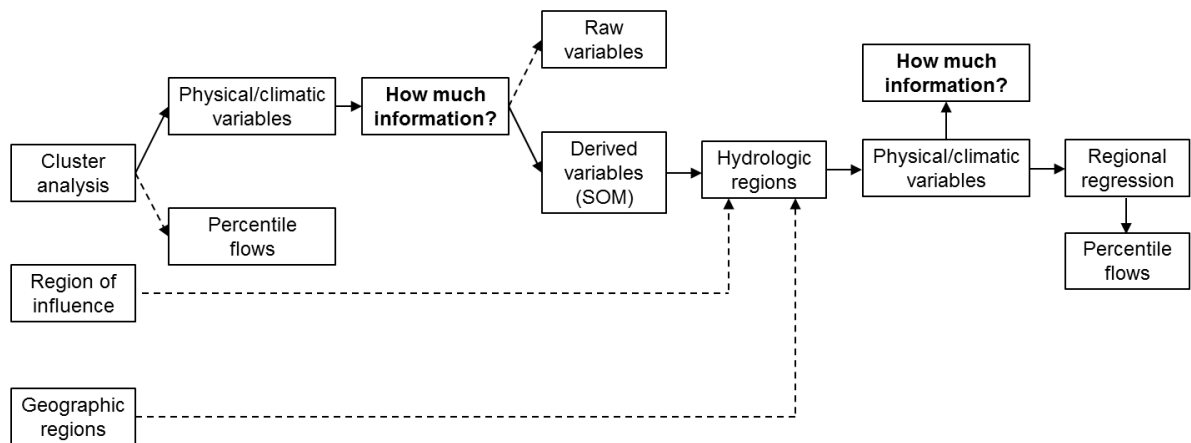 Raw
variables
How much
information?
Physical/climatic
variables
How much
information?
Cluster
analysis
Derived
variables
(SOM)
Hydrologic
regions
Physical/climatic
variables
Regional
regression
Percentile
flows
Percentile
flows
Region of
influence
Geographic
regions